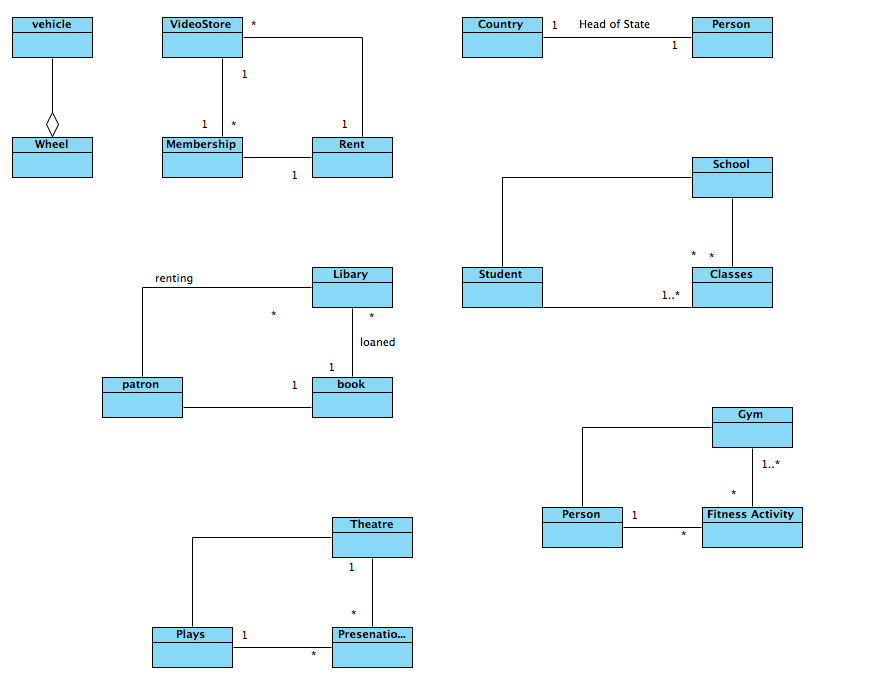 vehicle
Wheel
VideoStore
*
1
1
*
1
Membership
Rent
1
Country
1
Head of State
Person
1
School
*
*
Student
Classes
1..*
renting
Libary
*
*
loaned
1
patron
1
book
Gym
1..*
*
Person
1
Fitness Activity
*
Theatre
1
*
Plays
1
Presenatio...
*